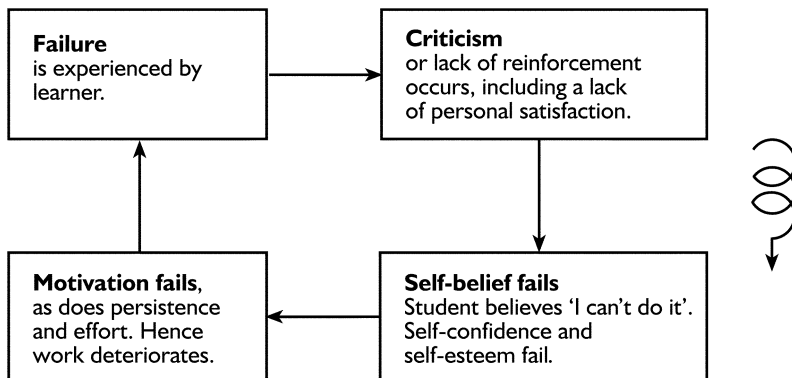 Failure
is experienced by
learner.
Criticism
or lack of reinforcement
occurs, including a lack
of personal satisfaction.
Motivation fails,
as does persistence
and effort. Hence
work deteriorates.
Self-belief fails
Student believes ‘I can’t do it’.
Self-confidence and
self-esteem fail.